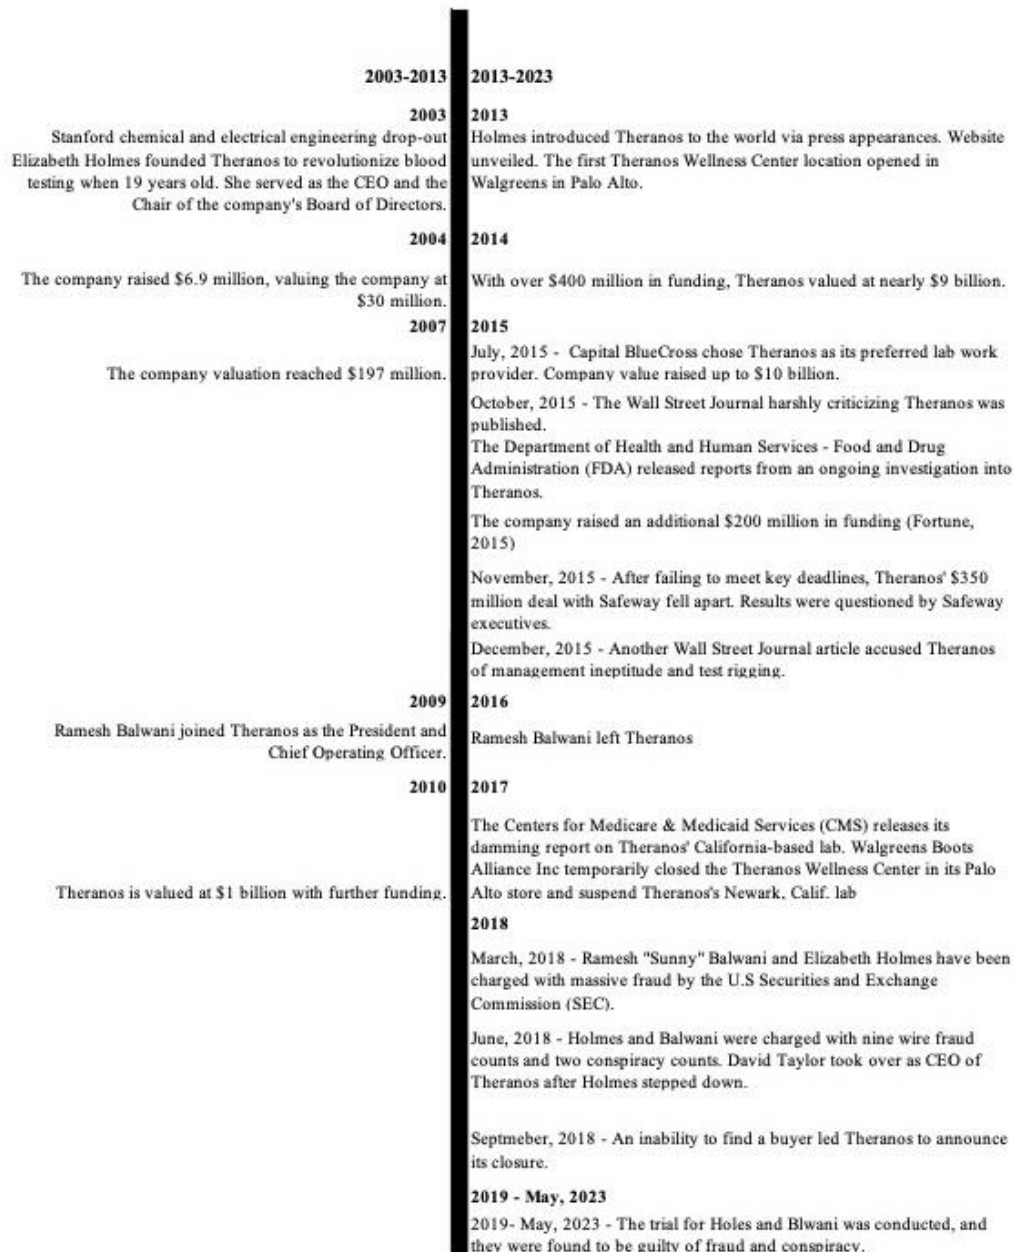 2003-2013
2003
Stanford chemical and electrical engineering drop-out
Elizabeth Holmes founded Theranos to revolutionize blood
testing when 19 years old. She served as the CEO and the
Chair of the company's Board of Directors.
2004
The company raised $6.9 million, valuing the company at
$30 million.
2007
The company valuation reached $197 million.
2009
Ramesh Balwani joined Theranos as the President and
Chief Operating Officer.
2010
Theranos is valued at $1 billion with further funding.
2013-2023
2013
Holmes introduced Theranos to the world via press appearances. Website
unveiled. The first Theranos Wellness Center location opened in
Walgreens in Palo Alto.
2014
With over $400 million in funding, Theranos valued at nearly $9 billion.
2015
July, 2015 - Capital BlueCross chose Theranos as its preferred lab work
provider. Company value raised up to $10 billion.
October, 2015 - The Wall Street Journal harshly criticizing Theranos was
published.
The Department of Health and Human Services - Food and Drug
Administration (FDA) released reports from an ongoing investigation into
Theranos.
The company raised an additional $200 million in funding (Fortune,
2015)
November, 2015 - After failing to meet key deadlines, Theranos' $350
million deal with Safeway fell apart. Results were questioned by Safeway
executives.
December, 2015 - Another Wall Street Journal article accused Theranos
of management ineptitude and test rigging.
2016
Ramesh Balwani left Theranos
2017
The Centers for Medicare & Medicaid Services (CMS) releases its
damming report on Theranos' California-based lab. Walgreens Boots
Alliance Inc temporarily closed the Theranos Wellness Center in its Palo
Alto store and suspend Theranos's Newark, Calif. lab
2018
March, 2018 - Ramesh "Sunny" Balwani and Elizabeth Holmes have been
charged with massive fraud by the U.S Securities and Exchange
Commission (SEC).
June, 2018 - Holmes and Balwani were charged with nine wire fraud
counts and two conspiracy counts. David Taylor took over as CEO of
Theranos after Holmes stepped down.
Septmeber, 2018 - An inability to find a buyer led Theranos to announce
its closure.
2019 - May, 2023
2019- May, 2023 - The trial for Holes and Blwani was conducted, and
they were found to be guilty of fraud and conspiracy.